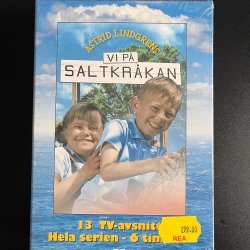 ASTRID LINDGRENS
VI PÅ
SALTKRÅKAN
13 TV-avsnitt
Hela serien - 6 tim
REA